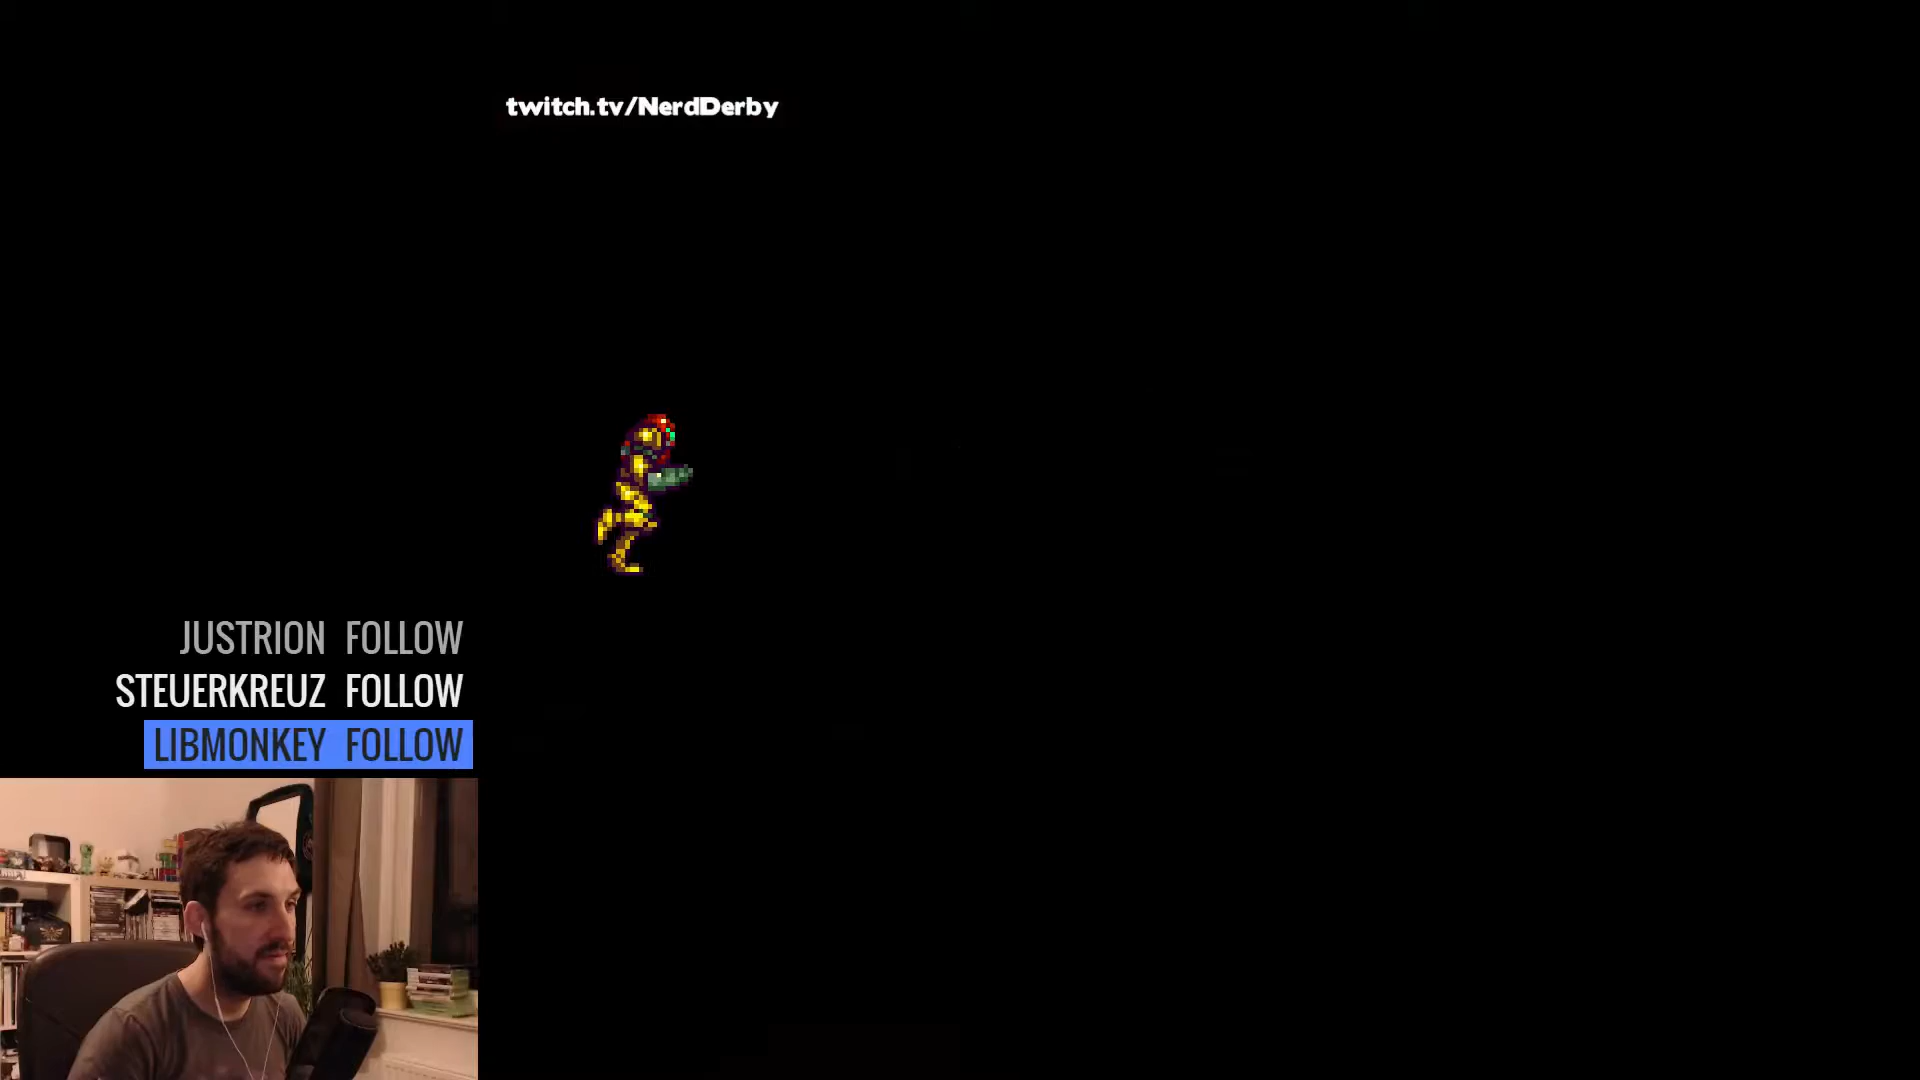 twitch.tv/NerdDerby
JUSTRION FOLLOW
STEUERKREUZ FOLLOW
LIBMONKEY FOLLOW